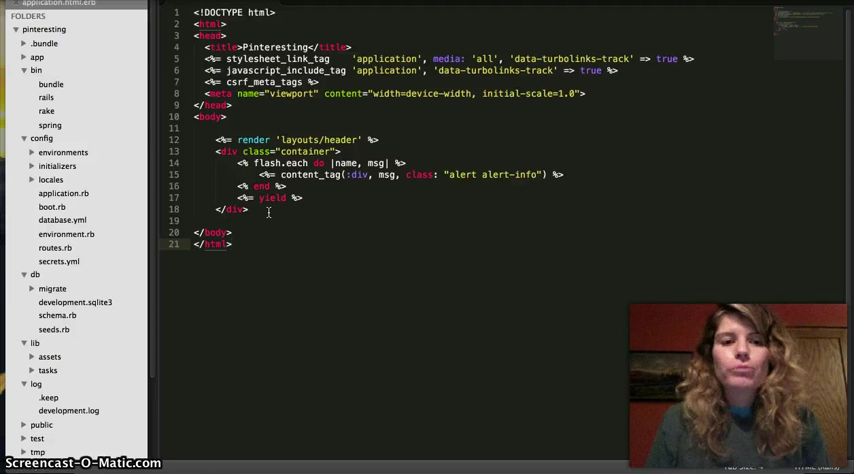 application.html.erb
FOLDERS
pinteresting
.bundle
app
bin
bundle
rails
rake
spring
config
environments
initializers
locales
application.rb
boot.rb
database.yml
environment.rb
routes.rb
secrets.yml
db
migrate
development.sqlite3
schema.rb
seeds.rb
lib
assets
tasks
log
.keep
development.log
public
test
tmp
1 <!DOCTYPE html>
2 <html>
3 <head>
4 <title>Pinteresting</title>
5 <%= stylesheet_link_tag 'application', media: 'all', 'data-turbolinks-track' => true %>
6 <%= javascript_include_tag 'application', 'data-turbolinks-track' => true %>
7 <%= csrf_meta_tags %>
8 <meta name="viewport" content="width=device-width, initial-scale=1.0">
9 </head>
10 <body>
11
12 <%= render 'layouts/header' %>
13 <div class="container">
14 <% flash.each do |name, msg| %>
15 <%= content_tag(:div, msg, class: "alert alert-info") %>
16 <% end %>
17 <%= yield %>
18 </div>
19
20 </body>
21 </html>
Screencast-O-Matic.com